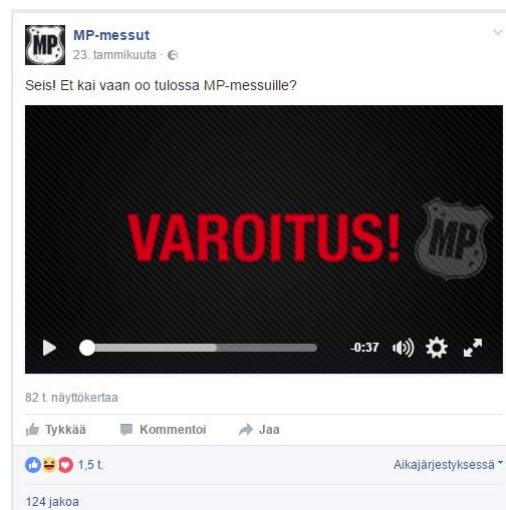 MP
MP-messut
23. tammikuuta ·
Seis! Et kai vaan oo tulossa MP-messuille?
VAROITUS!
MP
-0:37
82 t. näyttökertaa
Tykkää Kommentoi Jaa
1,5 t. Aikajärjestyksessä
124 jakoa